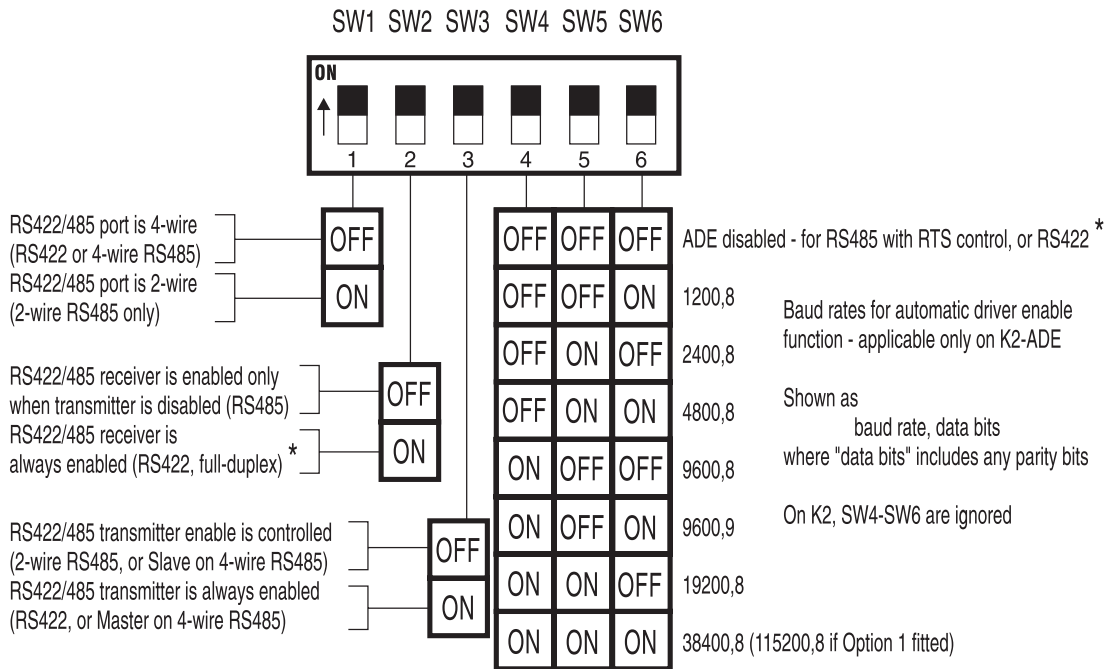 SW1 SW2 SW3 SW4 SW5 SW6
ON
1 2 3 4 5 6
RS422/485 port is 4-wire
(RS422 or 4-wire RS485)
OFF
RS422/485 port is 2-wire
(2-wire RS485 only)
ON
RS422/485 receiver is enabled only
when transmitter is disabled (RS485)
OFF
RS422/485 receiver is
always enabled (RS422, full-duplex) *
ON
RS422/485 transmitter enable is controlled
(2-wire RS485, or Slave on 4-wire RS485)
OFF
RS422/485 transmitter is always enabled
(RS422, or Master on 4-wire RS485)
ON
OFF OFF OFF ADE disabled - for RS485 with RTS control, or RS422 *
OFF OFF ON 1200,8
OFF ON OFF 2400,8
OFF ON ON 4800,8
ON OFF OFF 9600,8
ON OFF ON 9600,9
ON ON OFF 19200,8
ON ON ON 38400,8 (115200,8 if Option 1 fitted)
Baud rates for automatic driver enable
function - applicable only on K2-ADE
Shown as
baud rate, data bits
where "data bits" includes any parity bits
On K2, SW4-SW6 are ignored